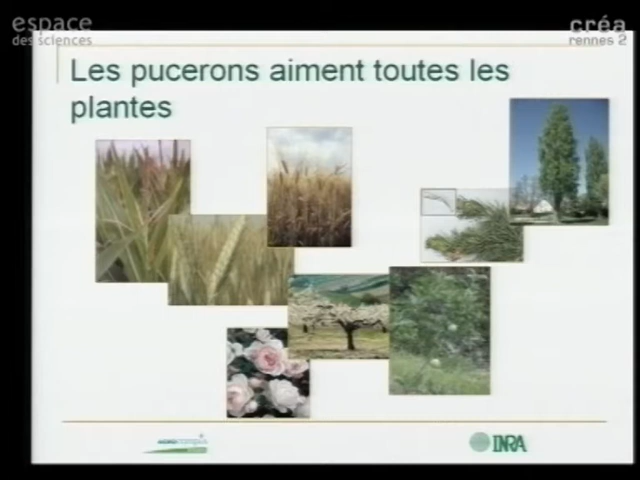 espace
des sciences
créa
rennes 2
Les pucerons aiment toutes les
plantes
INRA